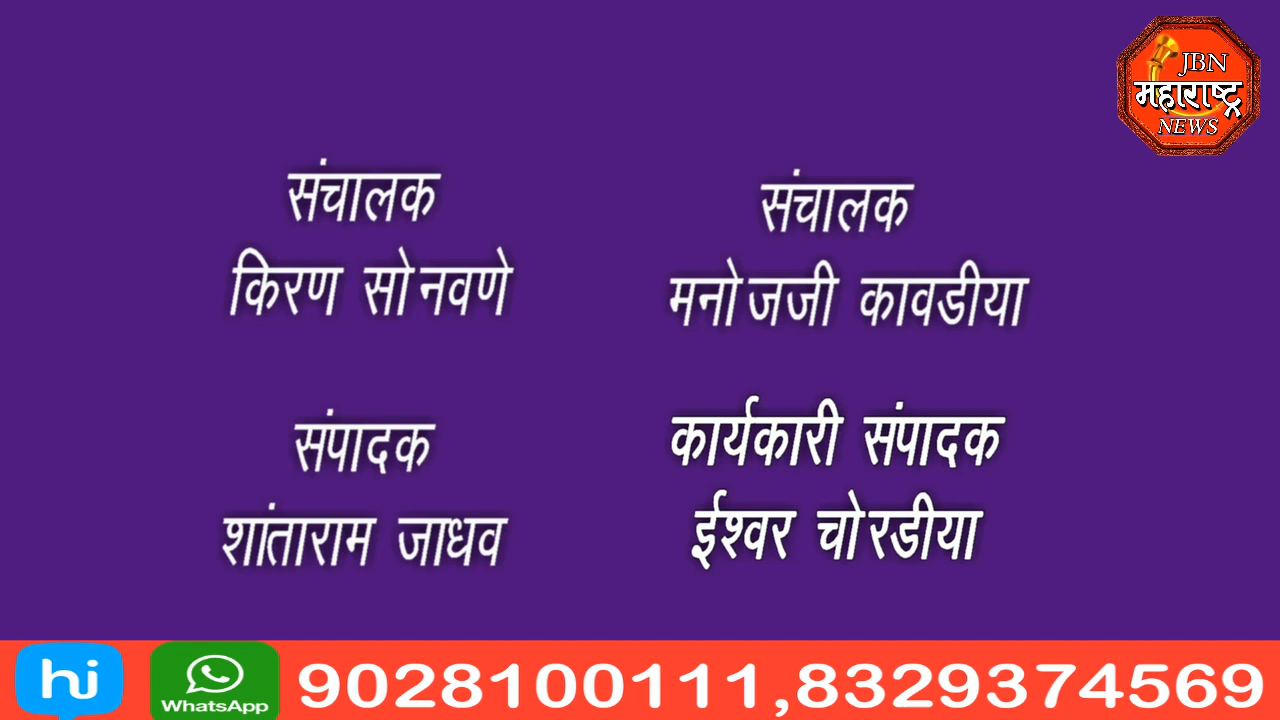 JBN
महाराष्ट्र
NEWS
संचालक
किरण सोनवणे
संचालक
मनोजजी कावडीया
संपादक
शांताराम जाधव
कार्यकारी संपादक
ईश्वर चोरडीया
hi
WhatsApp
9028100111,8329374569